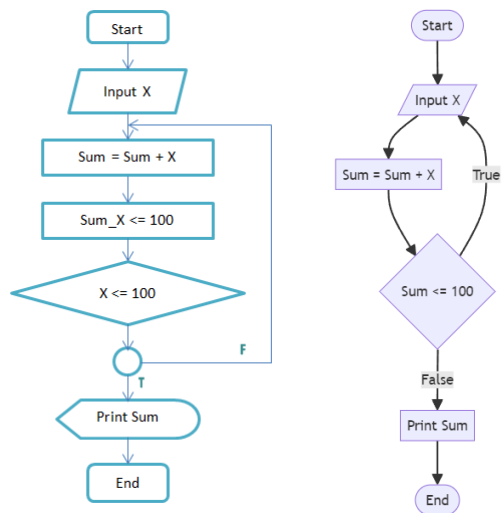 Start
Input X
Sum = Sum + X
Sum_X <= 100
X <= 100
F
T
Print Sum
End
Start
Input X
Sum = Sum + X
True
Sum <= 100
False
Print Sum
End